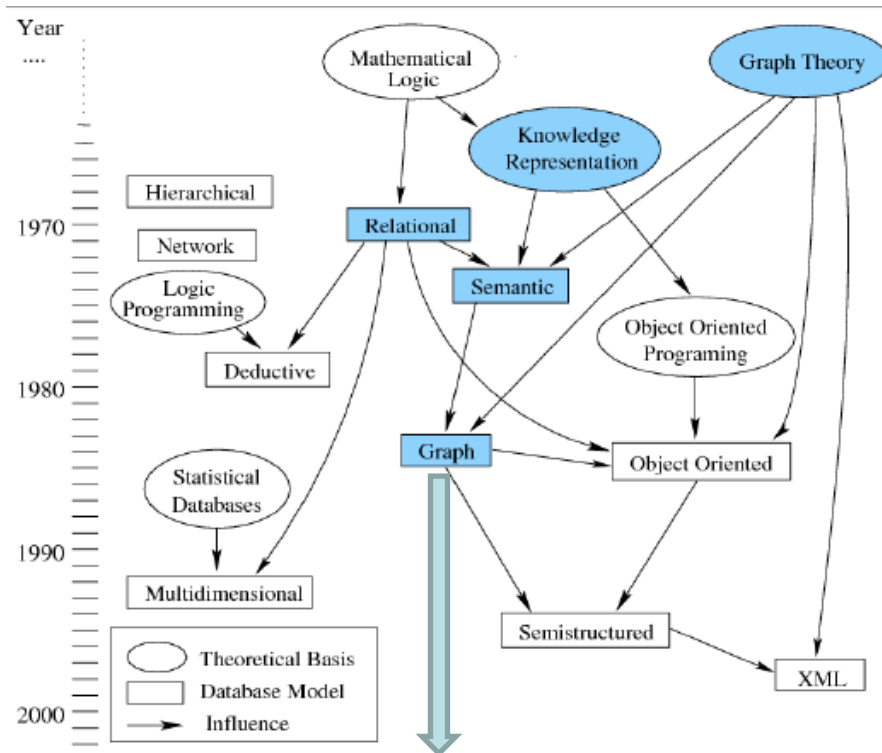 Year
....
Mathematical
Logic
Graph Theory
Knowledge
Representation
Hierarchical
1970
Relational
Network
Semantic
Logic
Programming
Object Oriented
Programing
Deductive
1980
Graph
Object Oriented
Statistical
Databases
1990
Multidimensional
Semistructured
Theoretical Basis
XML
Database Model
2000
Influence